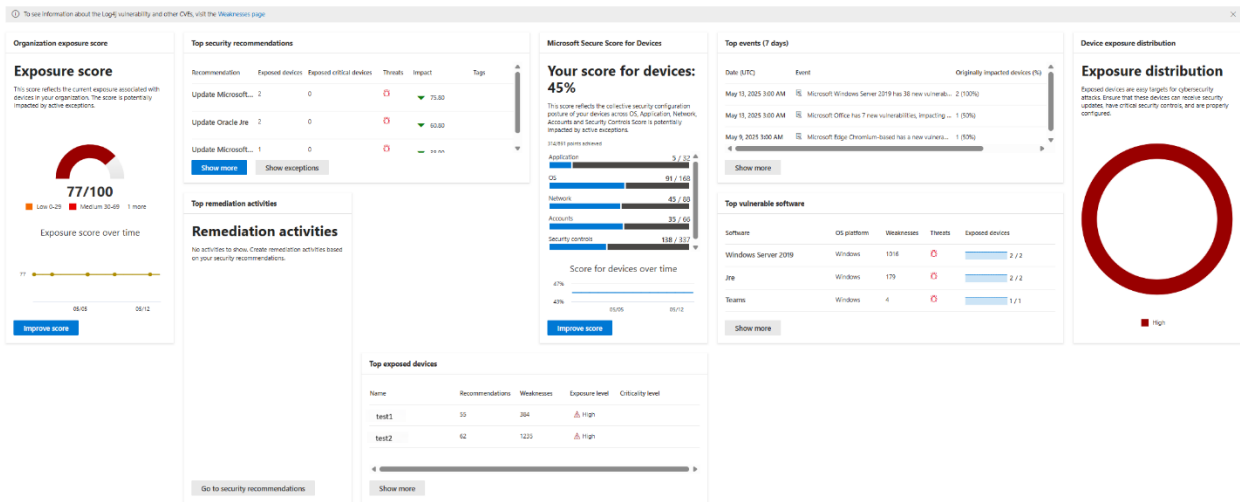 To see information about the Log4j vulnerability and other CVEs, visit the Weaknesses page
Organization exposure score
Exposure score
This score reflects the current exposure associated with
devices in your organization. The score is potentially
impacted by active exceptions.
77/100
Low 0-29 Medium 30-69 1 more
Exposure score over time
77
05/05 05/12
Improve score
Top security recommendations
Recommendation Exposed devices Exposed critical devices Threats Impact Tags
Update Microsoft... 2 0 75.80
Update Oracle Jre 2 0 60.80
Update Microsoft... 1 0
Show more Show exceptions
Top remediation activities
Remediation activities
No activities to show. Create remediation activities based
on your security recommendations.
Go to security recommendations
Microsoft Secure Score for Devices
Your score for devices:
45%
This score reflects the collective security configuration
posture of your devices across OS, Application, Network,
Accounts and Security Controls Score is potentially
impacted by active exceptions.
points achieved
Application 5 / 32
OS 91 / 168
Network 45 / 88
Accounts 35 / 68
Security controls 138 / 337
Score for devices over time
47%
43%
05/05 05/12
Improve score
Top events (7 days)
Date (UTC) Event Originally impacted devices (%)
May 13, 2025 3:00 AM Microsoft Windows Server 2019 has 38 new vulnerab... 2 (100%)
May 13, 2025 3:00 AM Microsoft Office has 7 new vulnerabilities, impacting ... 1 (50%)
May 9, 2025 3:00 AM Microsoft Edge Chromium-based has a new vulnera... 1 (50%)
Show more
Top vulnerable software
Software OS platform Weaknesses Threats Exposed devices
Windows Server 2019 Windows 1016 2 / 2
Jre Windows 179 2 / 2
Teams Windows 4 1 / 1
Show more
Device exposure distribution
Exposure distribution
Exposed devices are easy targets for cybersecurity
attacks. Ensure that these devices can receive security
updates, have critical security controls, and are properly
configured.
High
Top exposed devices
Name Recommendations Weaknesses Exposure level Criticality level
test1 55 384 High
test2 62 1235 High
Show more